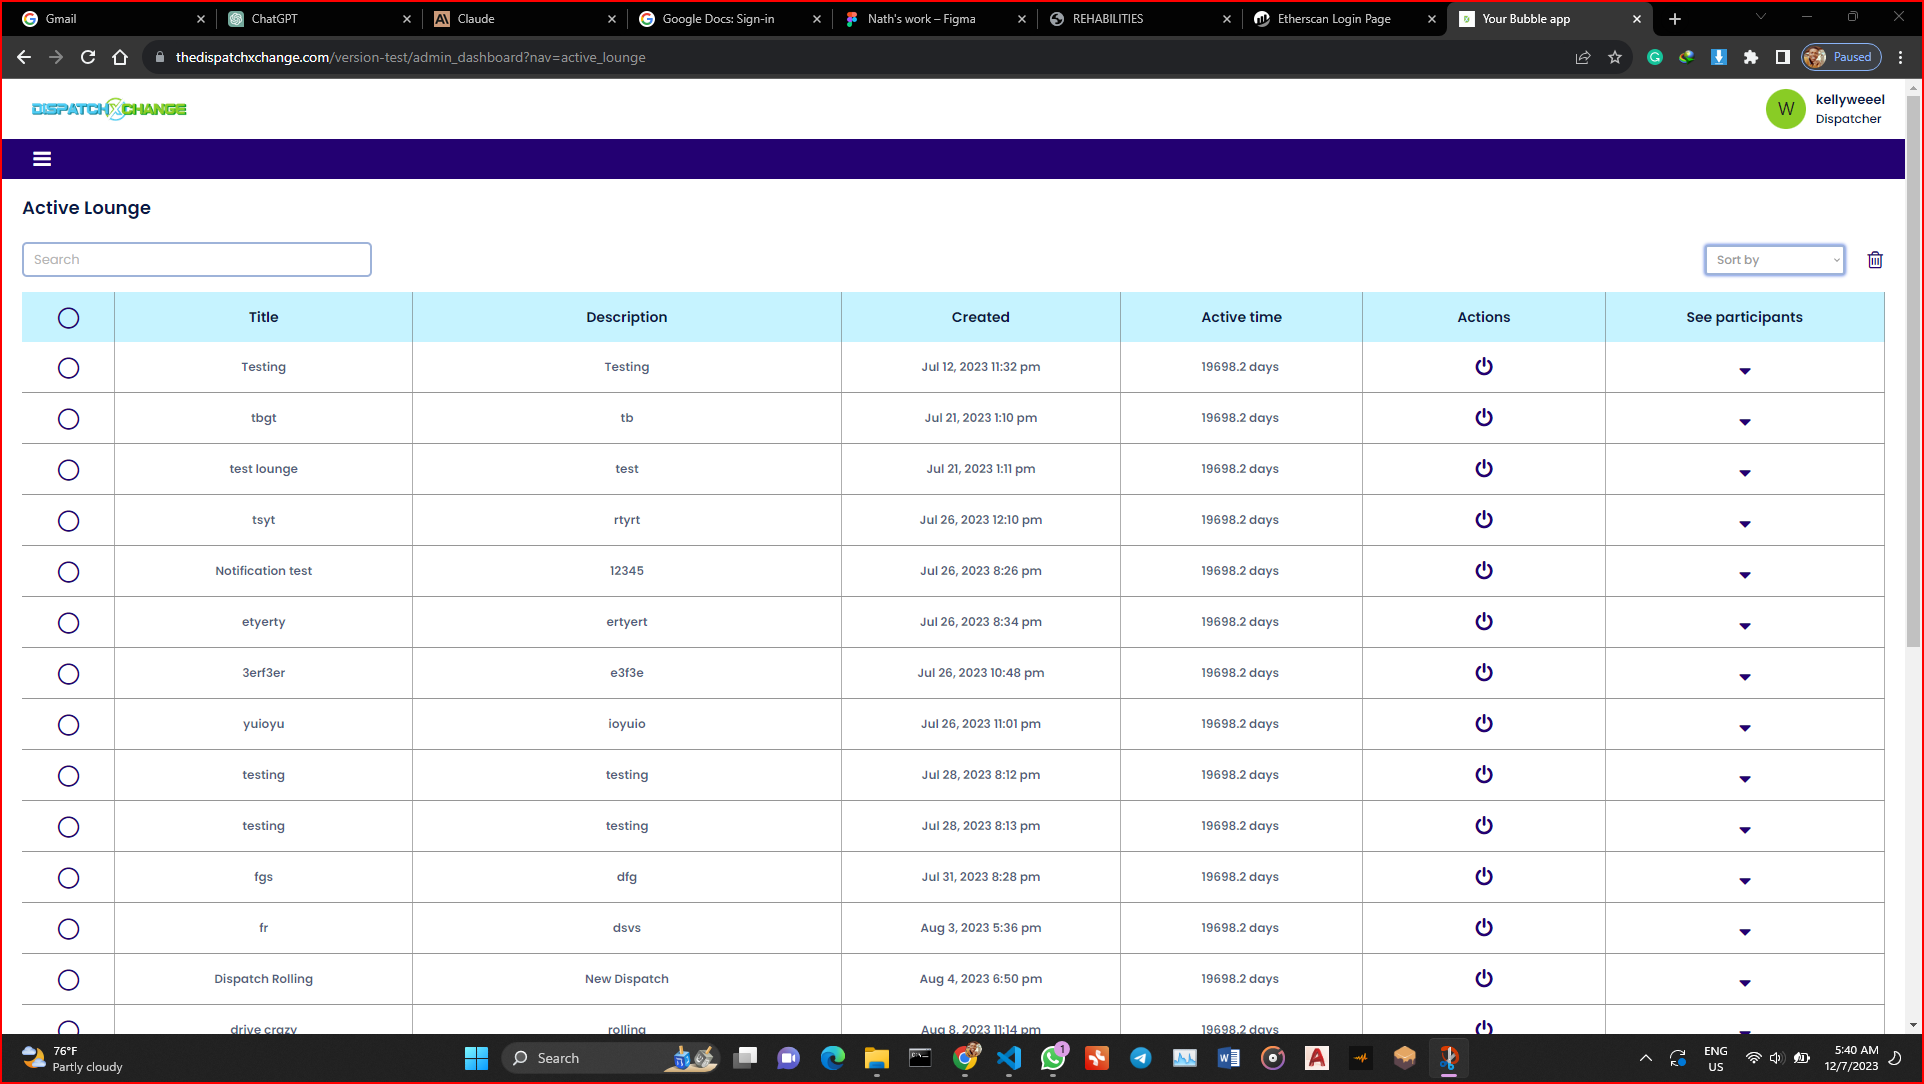 Gmail ChatGPT Claude Google Docs: Sign-in Nath's work – Figma REHABILITIES Etherscan Login Page Your Bubble app
thedispatchxchange.com/version-test/admin_dashboard?nav=active_lounge Paused
DISPATCHXCHANGE W kellyweeel
Dispatcher
Active Lounge
Search Sort by
Title Description Created Active time Actions See participants
Testing Testing Jul 12, 2023 11:32 pm 19698.2 days
tbgt tb Jul 21, 2023 1:10 pm 19698.2 days
test lounge test Jul 21, 2023 1:11 pm 19698.2 days
tsyt rtyrt Jul 26, 2023 12:10 pm 19698.2 days
Notification test 12345 Jul 26, 2023 8:26 pm 19698.2 days
etyerty ertyert Jul 26, 2023 8:34 pm 19698.2 days
3erf3er e3f3e Jul 26, 2023 10:48 pm 19698.2 days
yuioyu ioyuio Jul 26, 2023 11:01 pm 19698.2 days
testing testing Jul 28, 2023 8:12 pm 19698.2 days
testing testing Jul 28, 2023 8:13 pm 19698.2 days
fgs dfg Jul 31, 2023 8:28 pm 19698.2 days
fr dsvs Aug 3, 2023 5:36 pm 19698.2 days
Dispatch Rolling New Dispatch Aug 4, 2023 6:50 pm 19698.2 days
drive crazy rolling Aug 8, 2023 11:14 pm 19698.2 days
76°F
Partly cloudy
Search
1
ENG
US
5:40 AM
12/7/2023